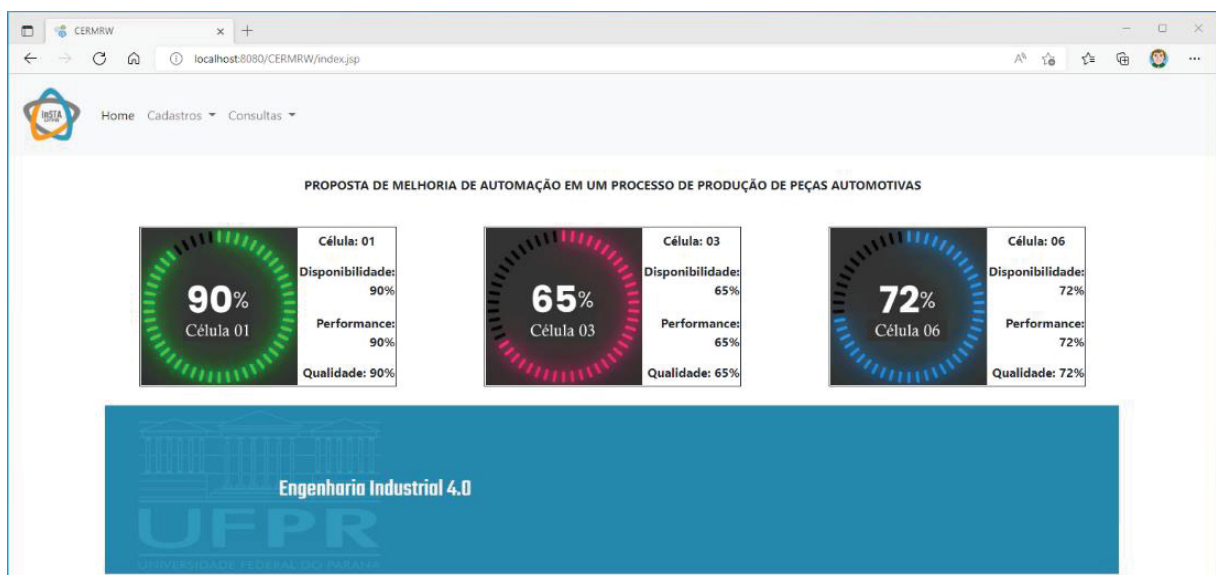 CERMRW
localhost:8080/CERMRW/index.jsp
InSTA
Home Cadastros Consultas
PROPOSTA DE MELHORIA DE AUTOMAÇÃO EM UM PROCESSO DE PRODUÇÃO DE PEÇAS AUTOMOTIVAS
90%
Célula 01
Célula: 01
Disponibilidade:
90%
Performance:
90%
Qualidade: 90%
65%
Célula 03
Célula: 03
Disponibilidade:
65%
Performance:
65%
Qualidade: 65%
72%
Célula 06
Célula: 06
Disponibilidade:
72%
Performance:
72%
Qualidade: 72%
Engenharia Industrial 4.0
UFPR
UNIVERSIDADE FEDERAL DO PARANÁ